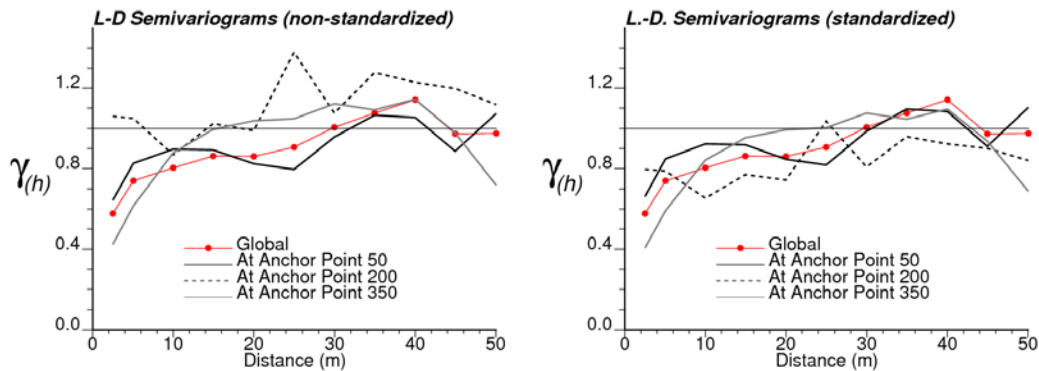 L-D Semivariograms (non-standardized)
1.2
0.8
0.4
0.0
γ(h)
Global
At Anchor Point 50
At Anchor Point 200
At Anchor Point 350
0 10 20 30 40 50
Distance (m)
L.-D. Semivariograms (standardized)
1.2
0.8
0.4
0.0
γ(h)
Global
At Anchor Point 50
At Anchor Point 200
At Anchor Point 350
0 10 20 30 40 50
Distance (m)